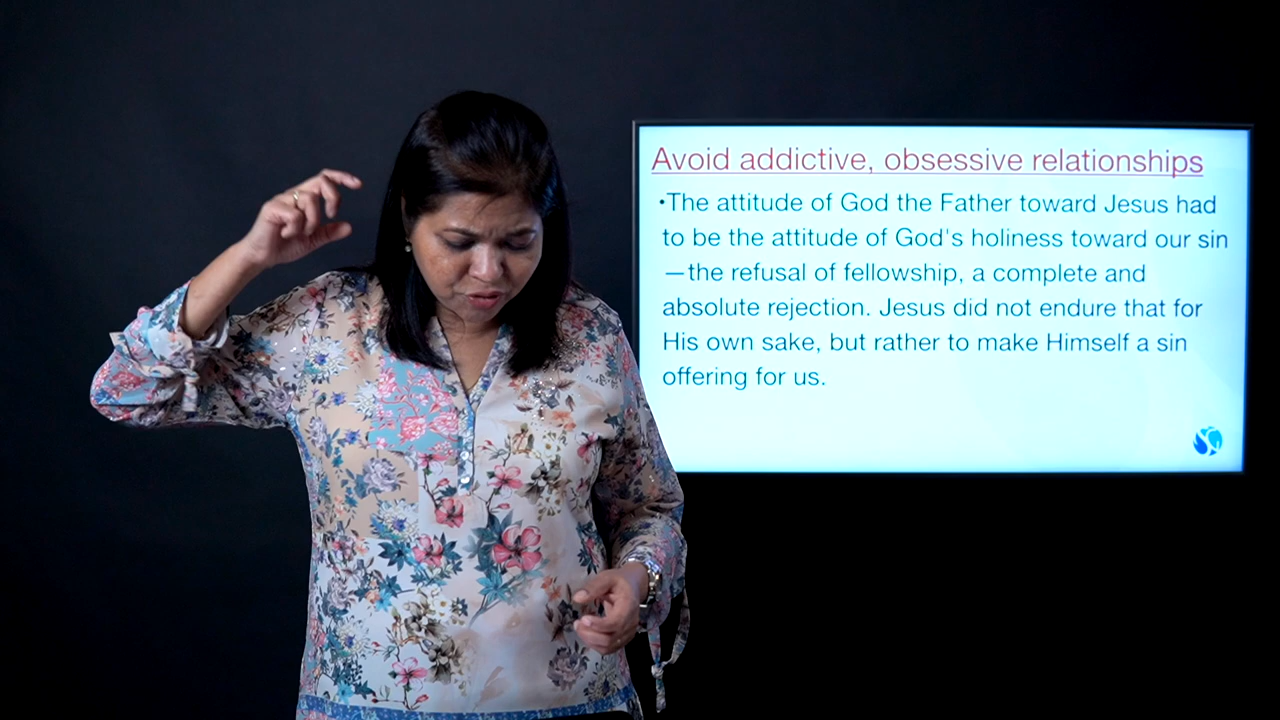 Avoid addictive, obsessive relationships
•The attitude of God the Father toward Jesus had
to be the attitude of God's holiness toward our sin
—the refusal of fellowship, a complete and
absolute rejection. Jesus did not endure that for
His own sake, but rather to make Himself a sin
offering for us.